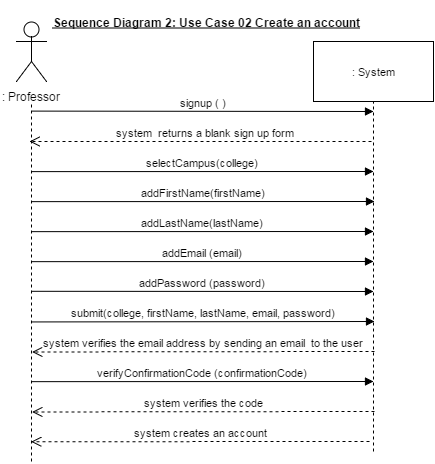 Sequence Diagram 2: Use Case 02 Create an account
: Professor
: System
signup ( )
system returns a blank sign up form
selectCampus(college)
addFirstName(firstName)
addLastName(lastName)
addEmail (email)
addPassword (password)
submit(college, firstName, lastName, email, password)
system verifies the email address by sending an email to the user
verifyConfirmationCode (confirmationCode)
system verifies the code
system creates an account